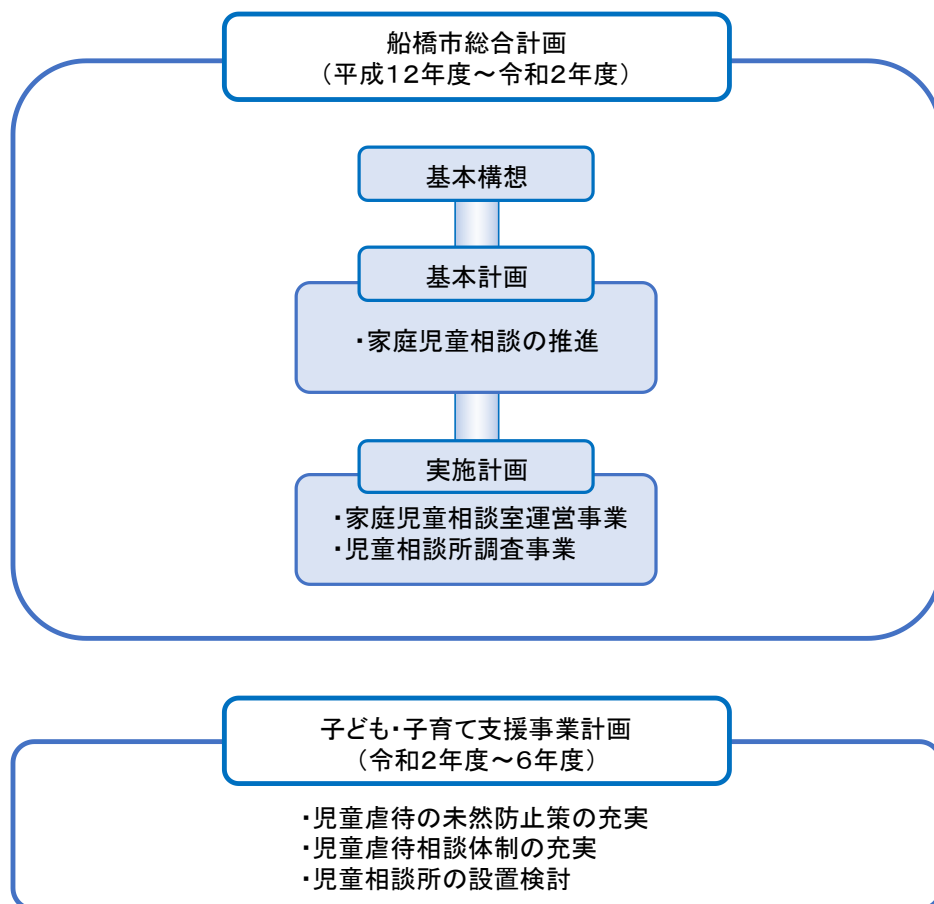 船橋市総合計画
（平成12年度～令和2年度）
基本構想
基本計画
・家庭児童相談の推進
実施計画
・家庭児童相談室運営事業
・児童相談所調査事業
子ども・子育て支援事業計画
（令和2年度～6年度）
・児童虐待の未然防止策の充実
・児童虐待相談体制の充実
・児童相談所の設置検討